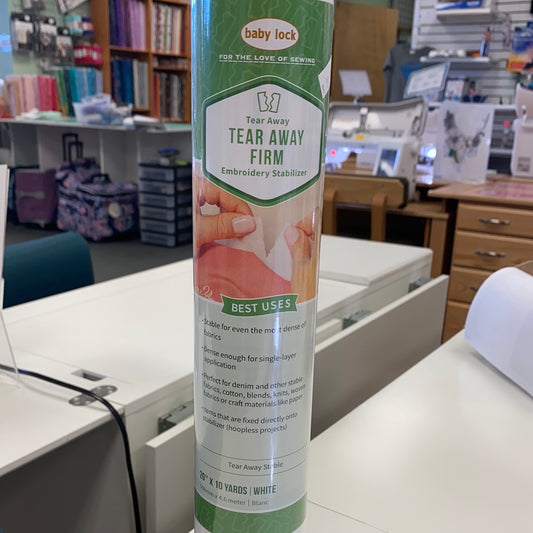 baby lock
FOR THE LOVE OF SEWING
Tear Away
TEAR AWAY
FIRM
Embroidery Stabilizer
BEST USES
- Stable for even the most dense of
fabrics
- Dense enough for single-layer
application
- Perfect for denim and other stable
fabrics, cotton, blends, knits, woven
fabrics or craft materials like paper
- Items that are fixed directly onto
stabilizer (hoopless projects)
Tear Away Stable
20" X 10 YARDS | WHITE
x 4.6 meter | Blanc